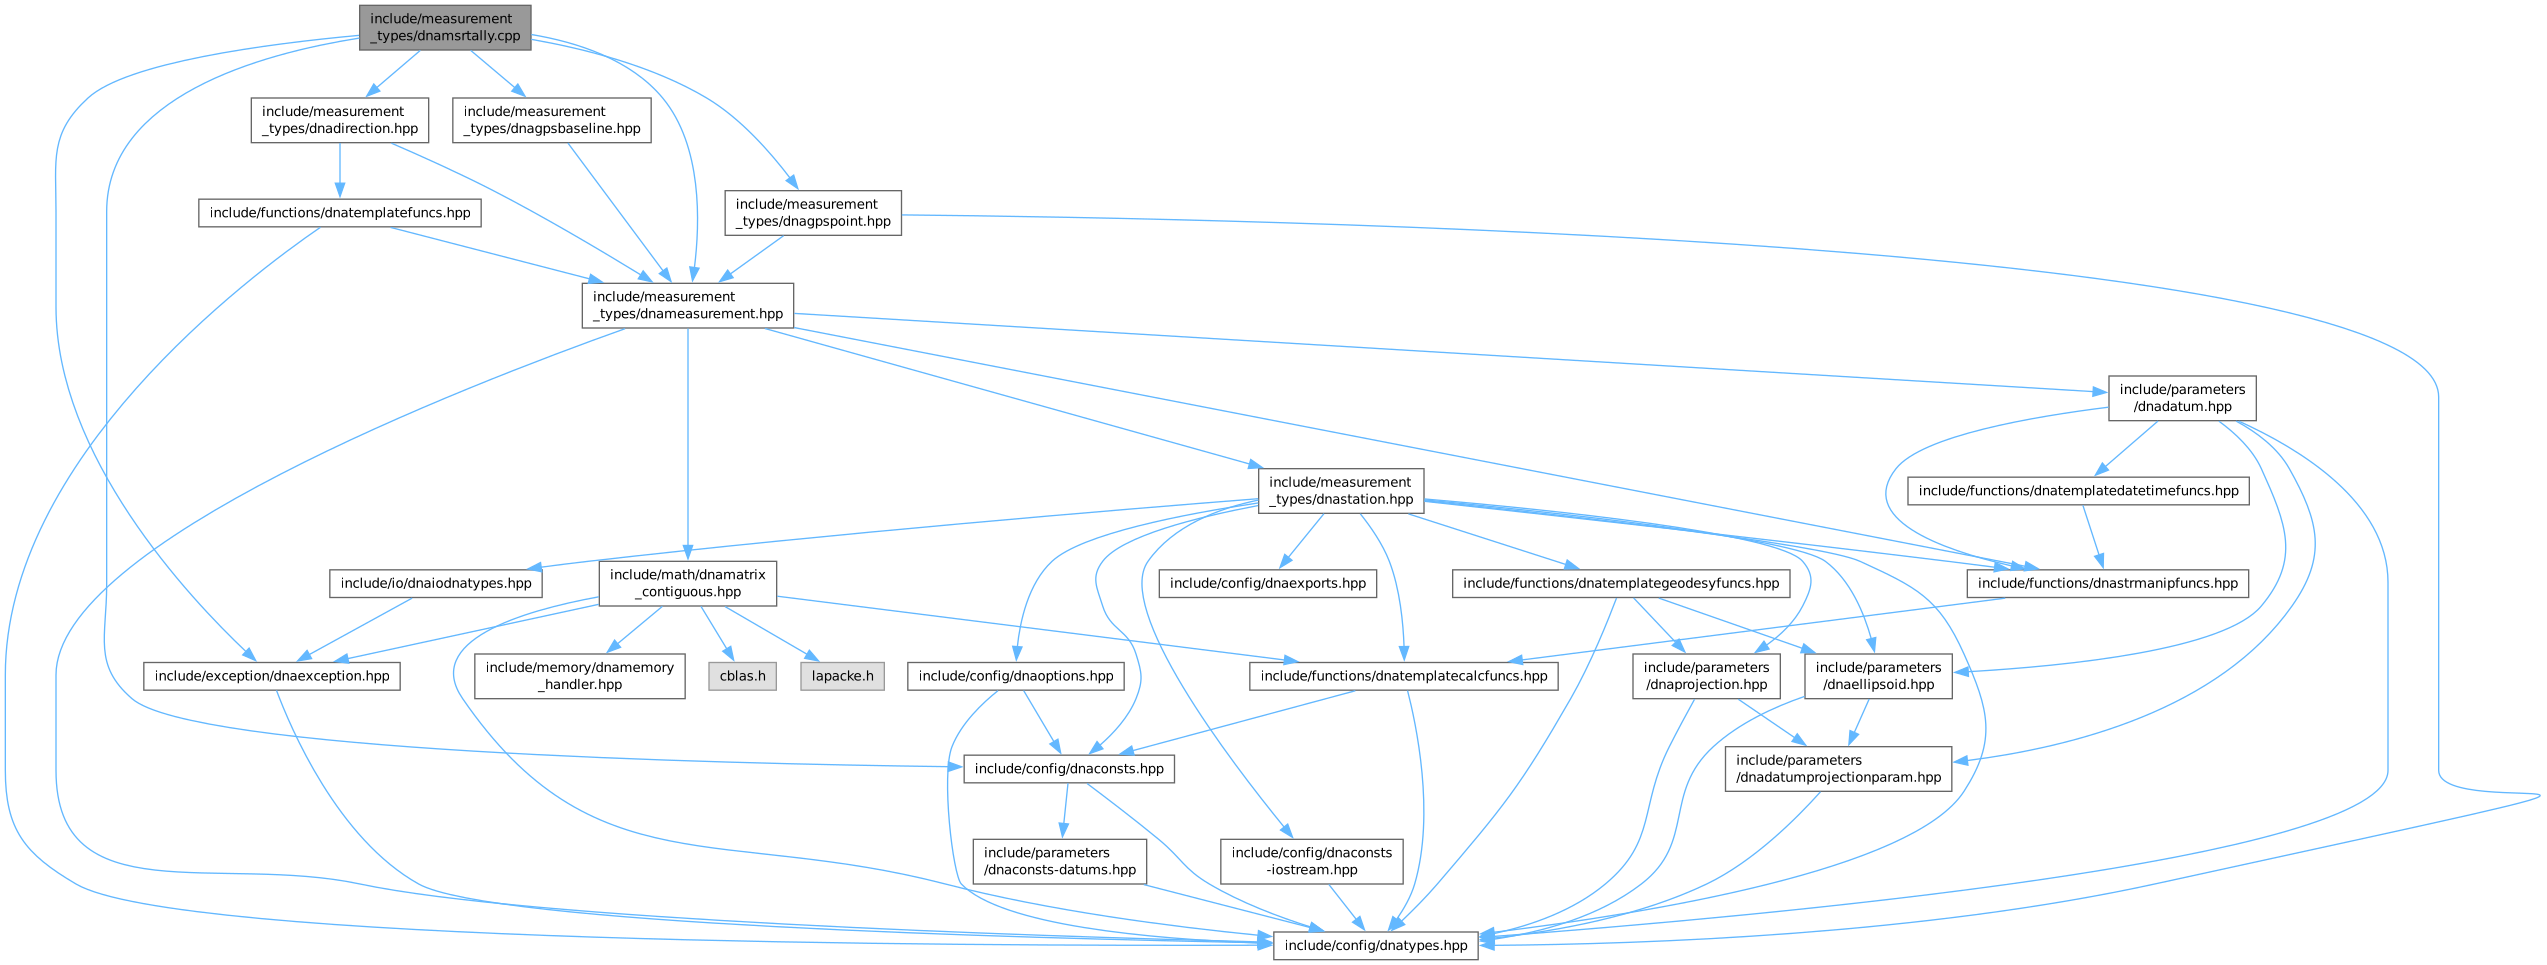 include/measurement
_types/dnamsrtally.cpp
include/measurement
_types/dnadirection.hpp
include/measurement
_types/dnagpsbaseline.hpp
include/functions/dnatemplatefuncs.hpp
include/measurement
_types/dnagpspoint.hpp
include/measurement
_types/dnameasurement.hpp
include/parameters
/dnadatum.hpp
include/measurement
_types/dnastation.hpp
include/functions/dnatemplatedatetimefuncs.hpp
include/io/dnaiodnatypes.hpp
include/math/dnamatrix
_contiguous.hpp
include/config/dnaexports.hpp
include/functions/dnatemplategeodesyfuncs.hpp
include/functions/dnastrmanipfuncs.hpp
include/exception/dnaexception.hpp
include/memory/dnamemory
_handler.hpp
cblas.h
lapacke.h
include/config/dnaoptions.hpp
include/functions/dnatemplatecalcfuncs.hpp
include/parameters
/dnaprojection.hpp
include/parameters
/dnaellipsoid.hpp
include/config/dnaconsts.hpp
include/parameters
/dnadatumprojectionparam.hpp
include/parameters
/dnaconsts-datums.hpp
include/config/dnaconsts
-iostream.hpp
include/config/dnatypes.hpp